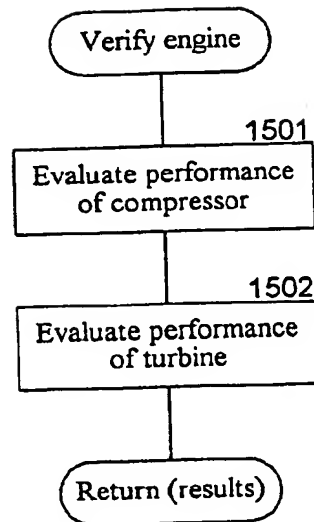 Verify engine
1501
Evaluate performance
of compressor
1502
Evaluate performance
of turbine
Return (results)